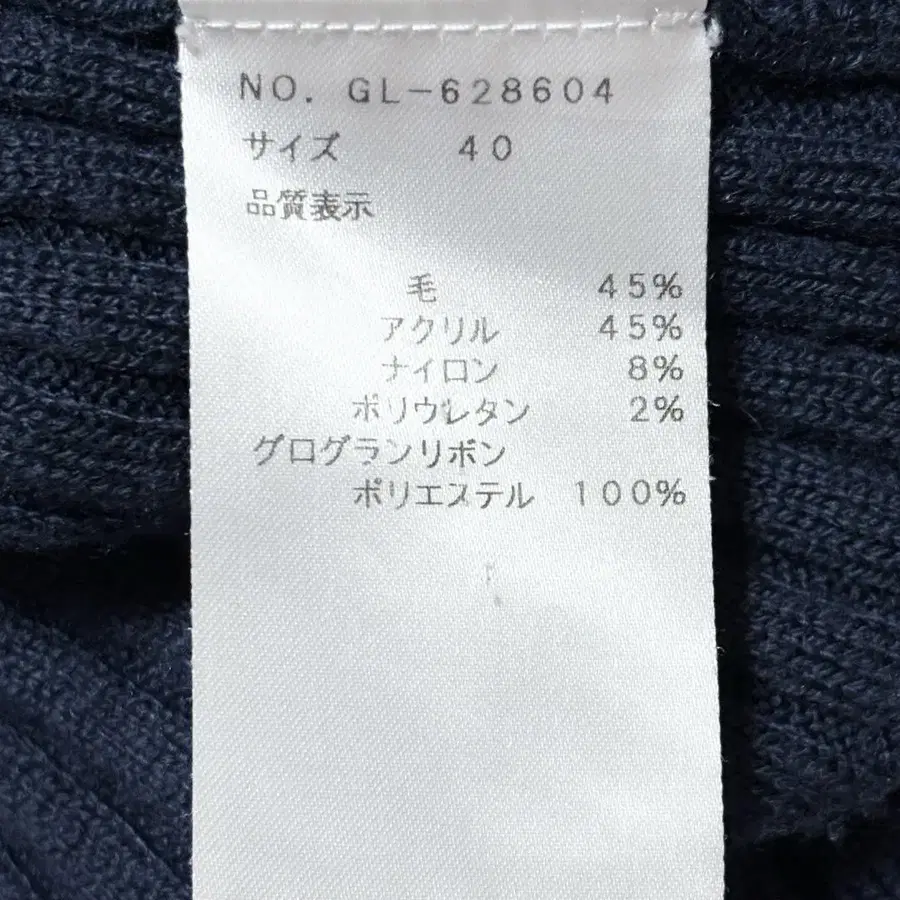 NO. GL-628604
サイズ 40
品質表示
毛 45%
アクリル 45%
ナイロン 8%
ポリウレタン 2%
グログランリボン
ポリエステル 100%